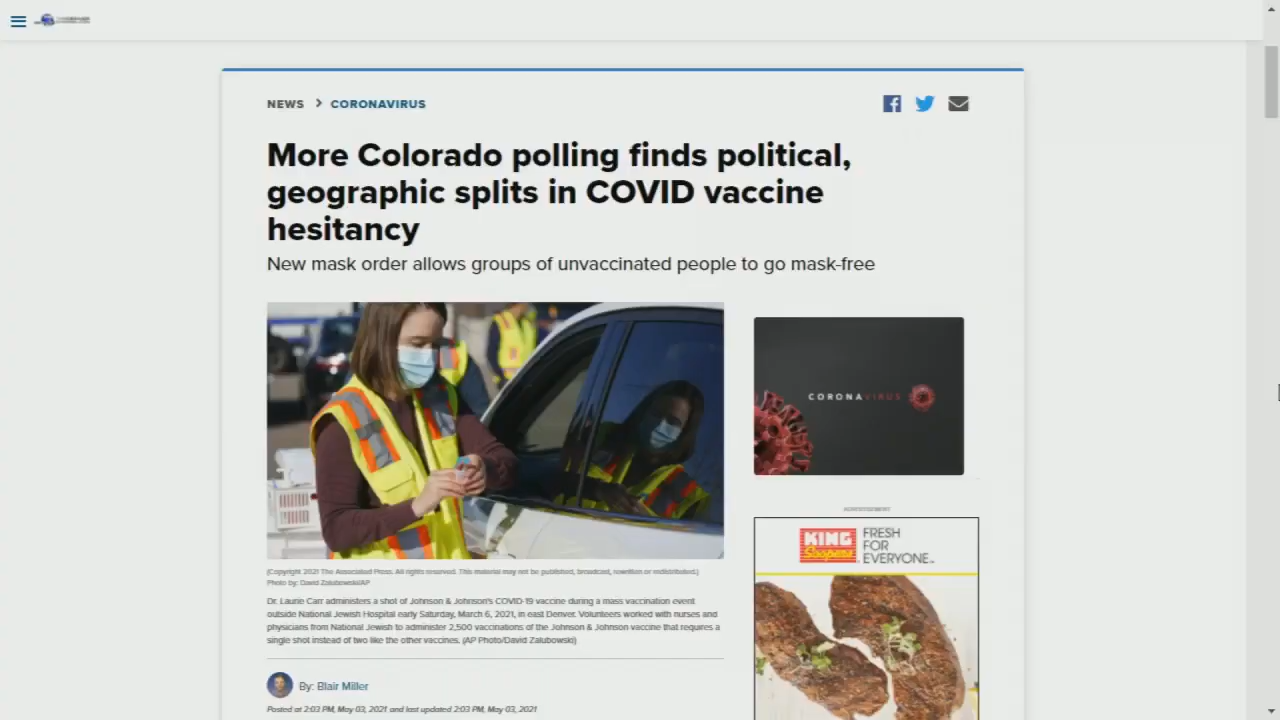 NEWS > CORONAVIRUS
More Colorado polling finds political,
geographic splits in COVID vaccine
hesitancy
New mask order allows groups of unvaccinated people to go mask-free
CORONAVIRUS
(Copyright 2021 The Associated Press. All rights reserved. This material may not be published, broadcast, rewritten or redistributed.)
Photo by: David Zalubowski/AP
Dr. Laurie Carr administers a shot of Johnson & Johnson's COVID-19 vaccine during a mass vaccination event
outside National Jewish Hospital early Saturday, March 6, 2021, in east Denver. Volunteers worked with nurses and
physicians from National Jewish to administer 2,500 vaccinations of the Johnson & Johnson vaccine that requires a
single shot instead of two like the other vaccines. (AP Photo/David Zalubowski)
By: Blair Miller
Posted at 2:03 PM, May 03, 2021 and last updated 2:03 PM, May 03, 2021
ADVERTISEMENT
KING
Soopers
FRESH
FOR
EVERYONE™